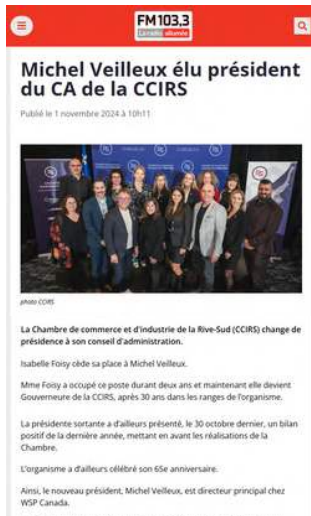 FM103,3
La radio allumée
Michel Veilleux élu président
du CA de la CCIRS
Publié le 1 novembre 2024 à 10h11
photo CCIRS
La Chambre de commerce et d'industrie de la Rive-Sud (CCIRS) change de
présidence à son conseil d'administration.
Isabelle Foisy cède sa place à Michel Veilleux.
Mme Foisy a occupé ce poste durant deux ans et maintenant elle devient
Gouverneure de la CCIRS, après 30 ans dans les ranges de l'organisme.
La présidente sortante a d'ailleurs présenté, le 30 octobre dernier, un bilan
positif de la dernière année, mettant en avant les réalisations de la
Chambre.
L'organisme a d'ailleurs célébré son 65e anniversaire.
Ainsi, le nouveau président, Michel Veilleux, est directeur principal chez
WSP Canada.